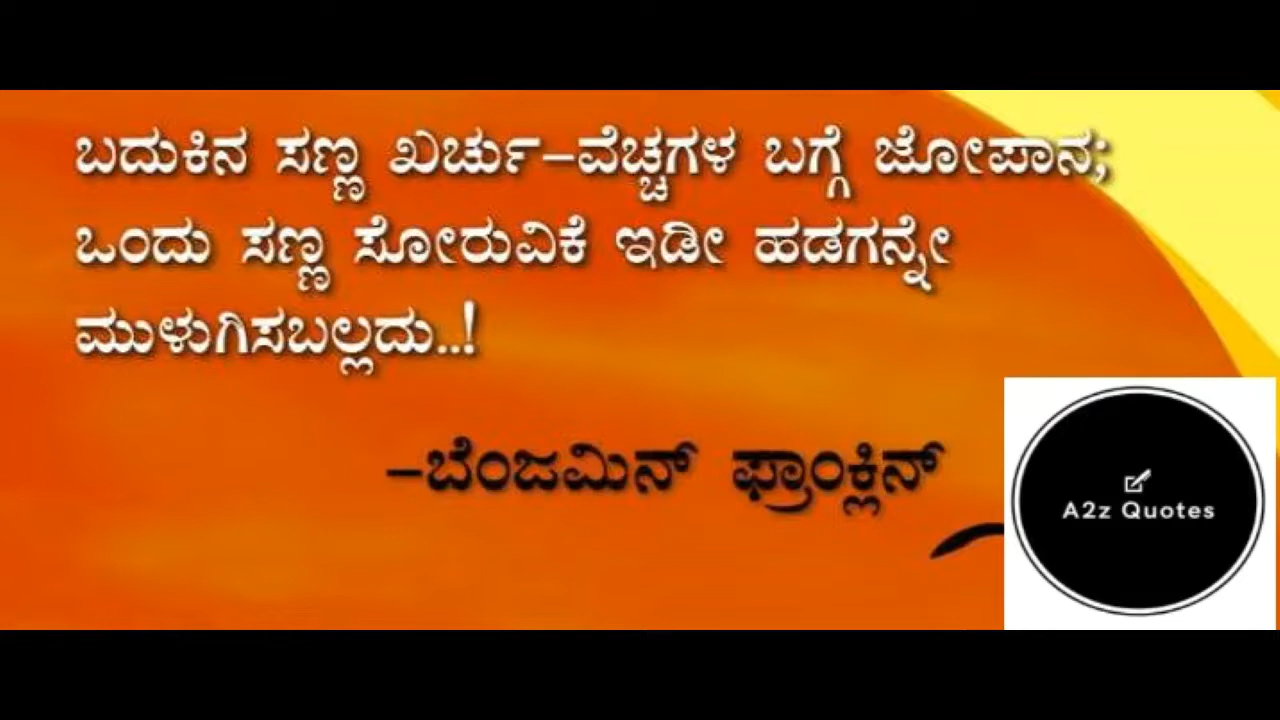 ಬದುಕಿನ ಸಣ್ಣ ಖರ್ಚು–ವೆಚ್ಚಗಳ ಬಗ್ಗೆ ಜೋಪಾನ;
ಒಂದು ಸಣ್ಣ ಸೋರುವಿಕೆ ಇಡೀ ಹಡಗನ್ನೇ
ಮುಳುಗಿಸಬಲ್ಲದು..!
–ಬೆಂಜಮಿನ್ ಫ್ರಾಂಕ್ಲಿನ್
A2z Quotes